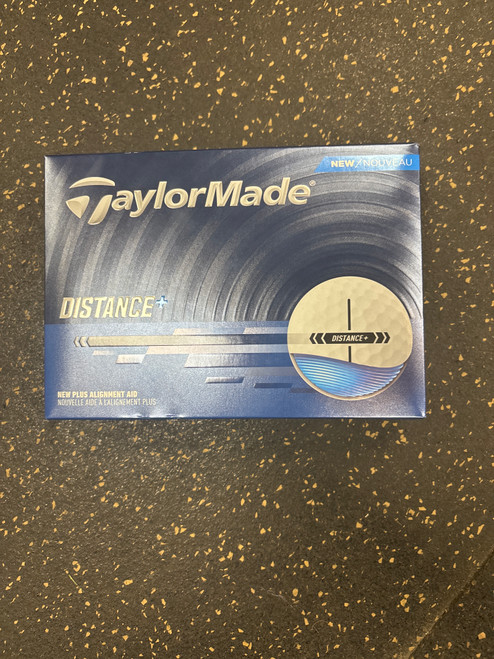 NEW / NOUVEAU
TaylorMade®
DISTANCE+
DISTANCE+
NEW PLUS ALIGNMENT AID
NOUVELLE AIDE À L'ALIGNEMENT PLUS